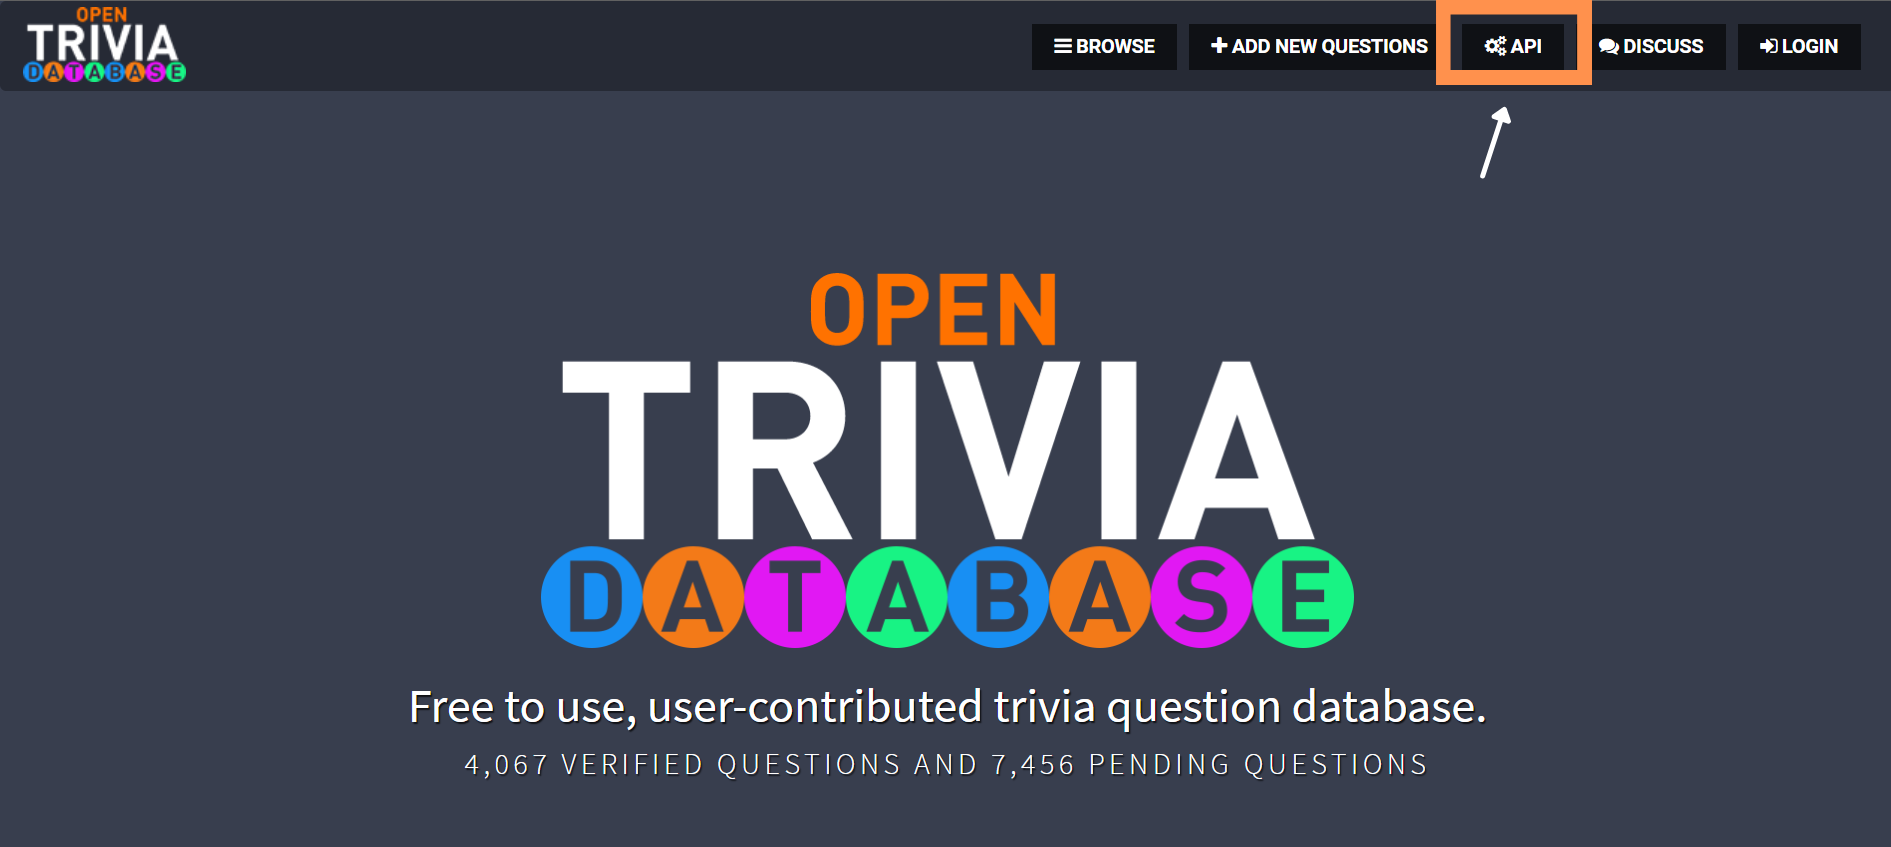 OPEN
TRIVIA
DATABASE
BROWSE
ADD NEW QUESTIONS
API
DISCUSS
LOGIN
OPEN
TRIVIA
DATABASE
Free to use, user-contributed trivia question database.
4,067 VERIFIED QUESTIONS AND 7,456 PENDING QUESTIONS